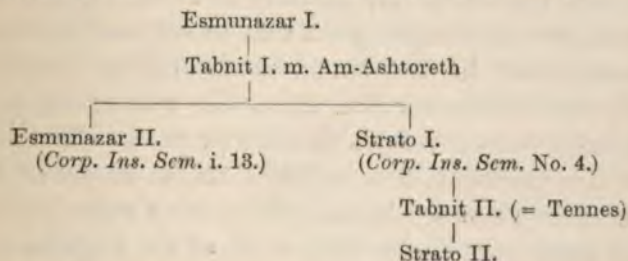 Esmunazar I.
Tabnit I. m. Am-Ashtoreth
Esmunazar II. Strato I.
(Corp. Ins. Sem. i. 13.) (Corp. Ins. Sem. No. 4.)
Tabnit II. (= Tennes)
Strato II.